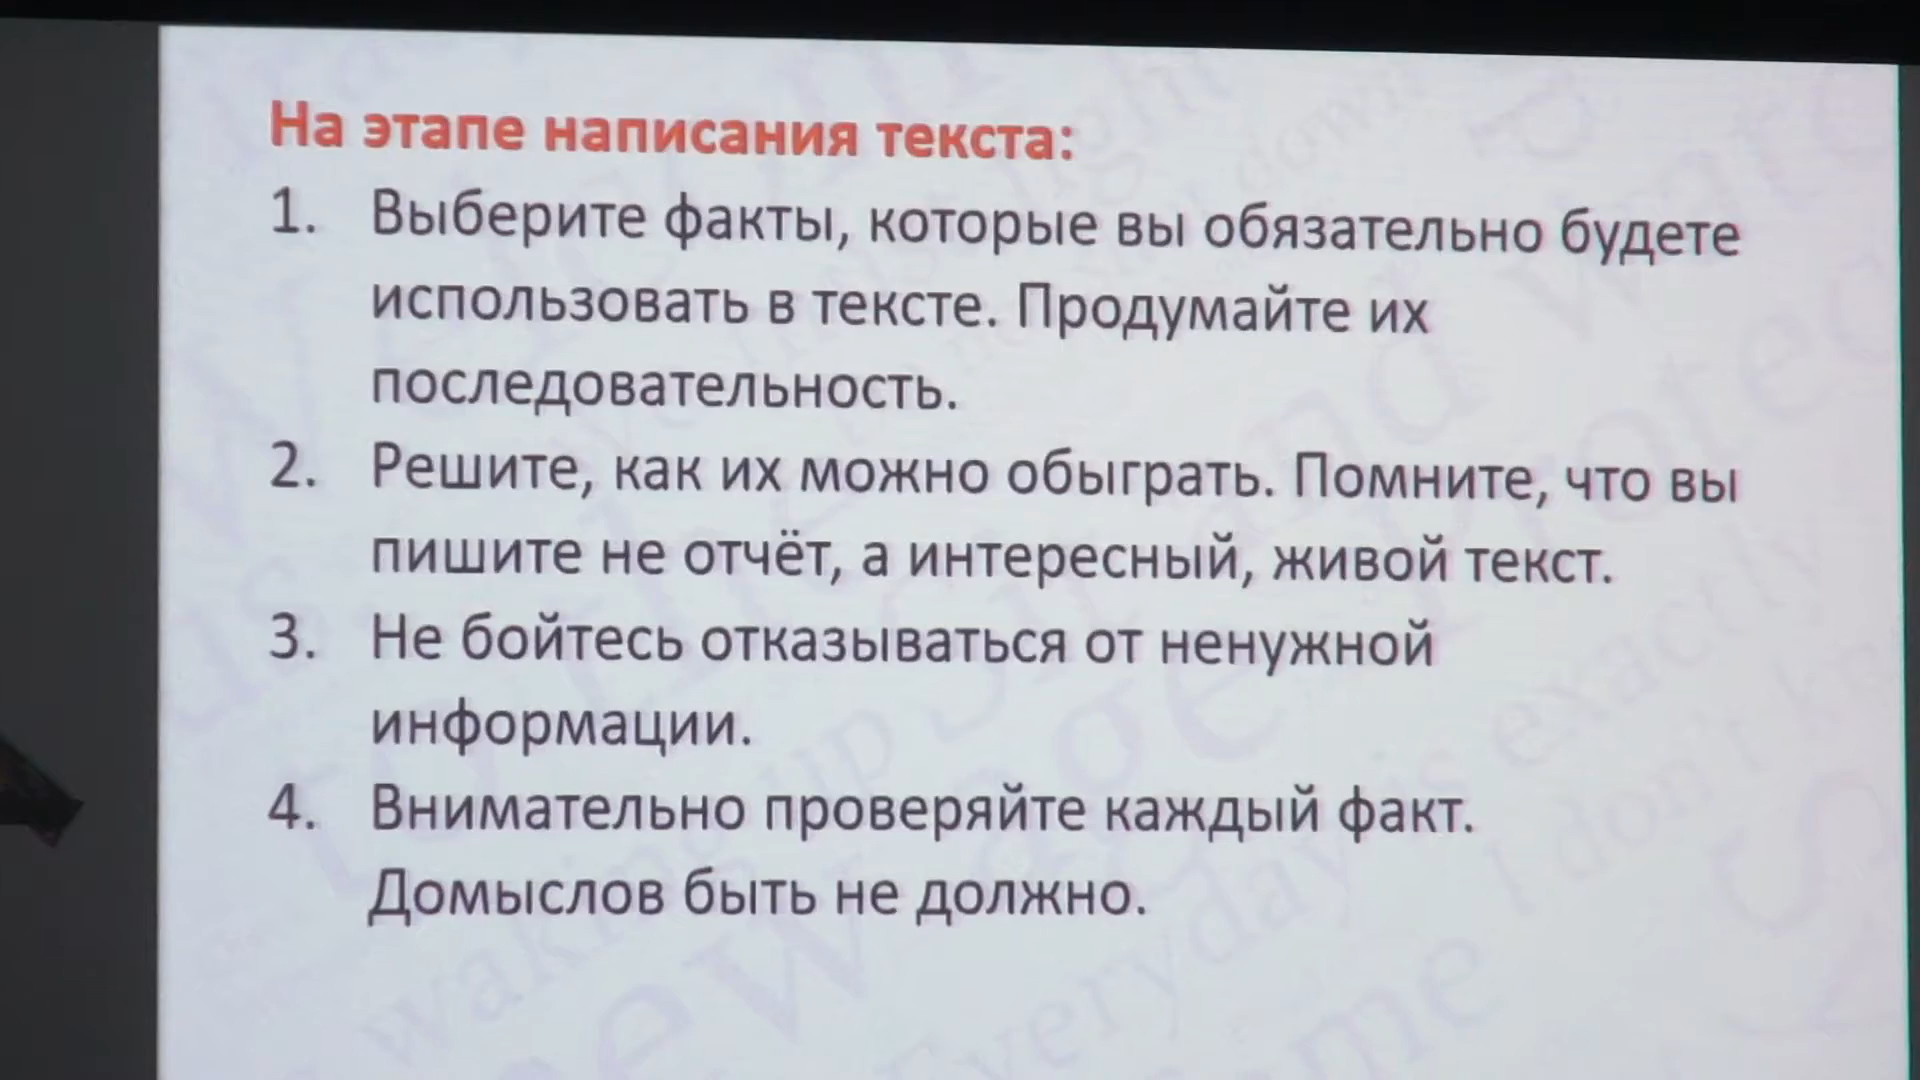 На этапе написания текста:
1. Выберите факты, которые вы обязательно будете
использовать в тексте. Продумайте их
последовательность.
2. Решите, как их можно обыграть. Помните, что вы
пишите не отчёт, а интересный, живой текст.
3. Не бойтесь отказываться от ненужной
информации.
4. Внимательно проверяйте каждый факт.
Домыслов быть не должно.